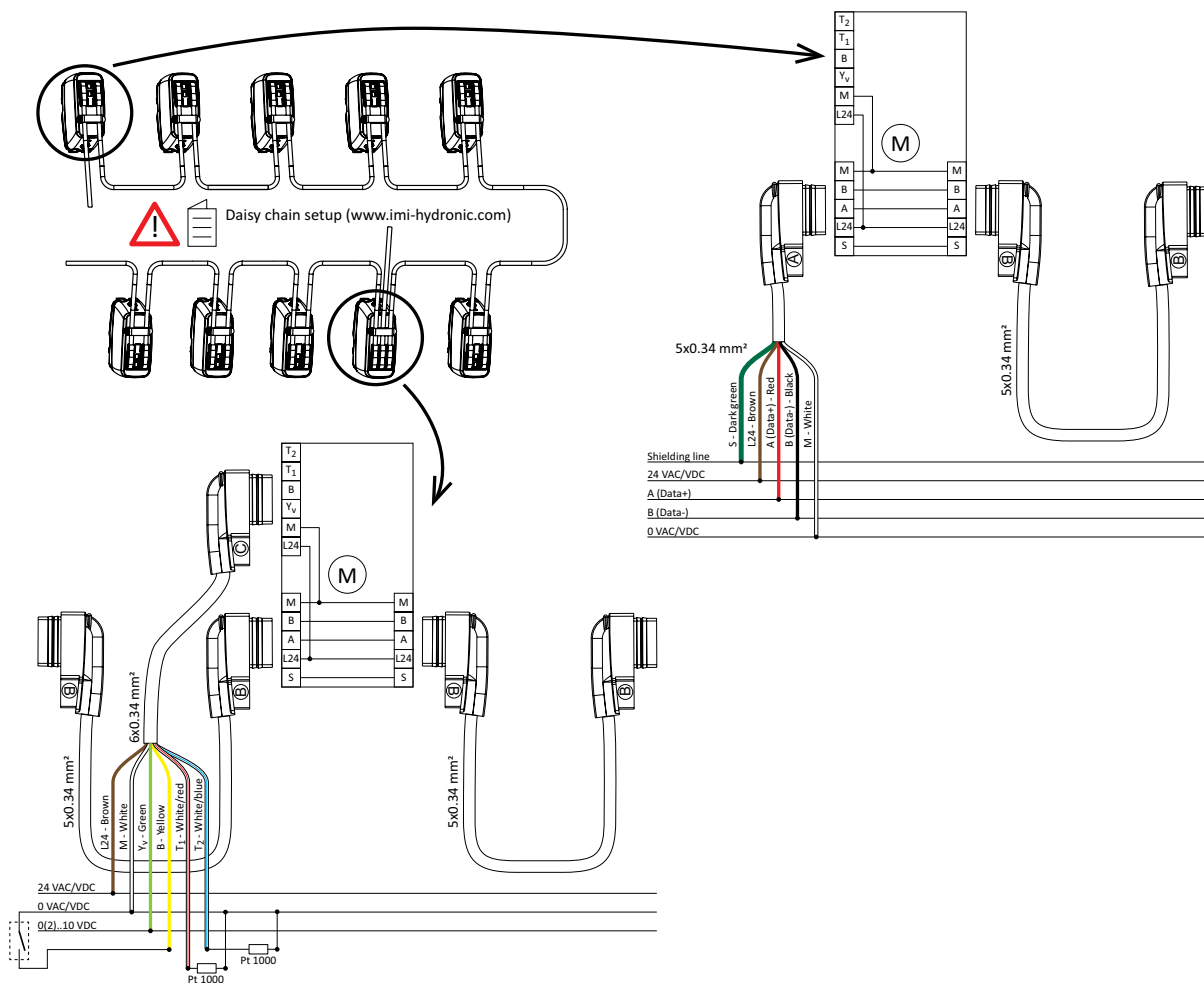 T2
T1
B
Yv
M
L24
M
M
M
B
B
A
A
L24
L24
S
S
Daisy chain setup (www.imi-hydronic.com)
A
B
B
5x0.34 mm²
5x0.34 mm²
S - Dark green
L24 - Brown
A (Data+) - Red
B (Data-) - Black
M - White
Shielding line
24 VAC/VDC
A (Data+)
B (Data-)
0 VAC/VDC
T2
T1
B
Yv
M
L24
C
M
M
M
B
B
A
A
L24
L24
S
S
B
B
B
B
6x0.34 mm²
5x0.34 mm²
5x0.34 mm²
L24 - Brown
M - White
Yv - Green
B - Yellow
T1 - White/red
T2 - White/blue
24 VAC/VDC
0 VAC/VDC
0(2)..10 VDC
Pt 1000
Pt 1000